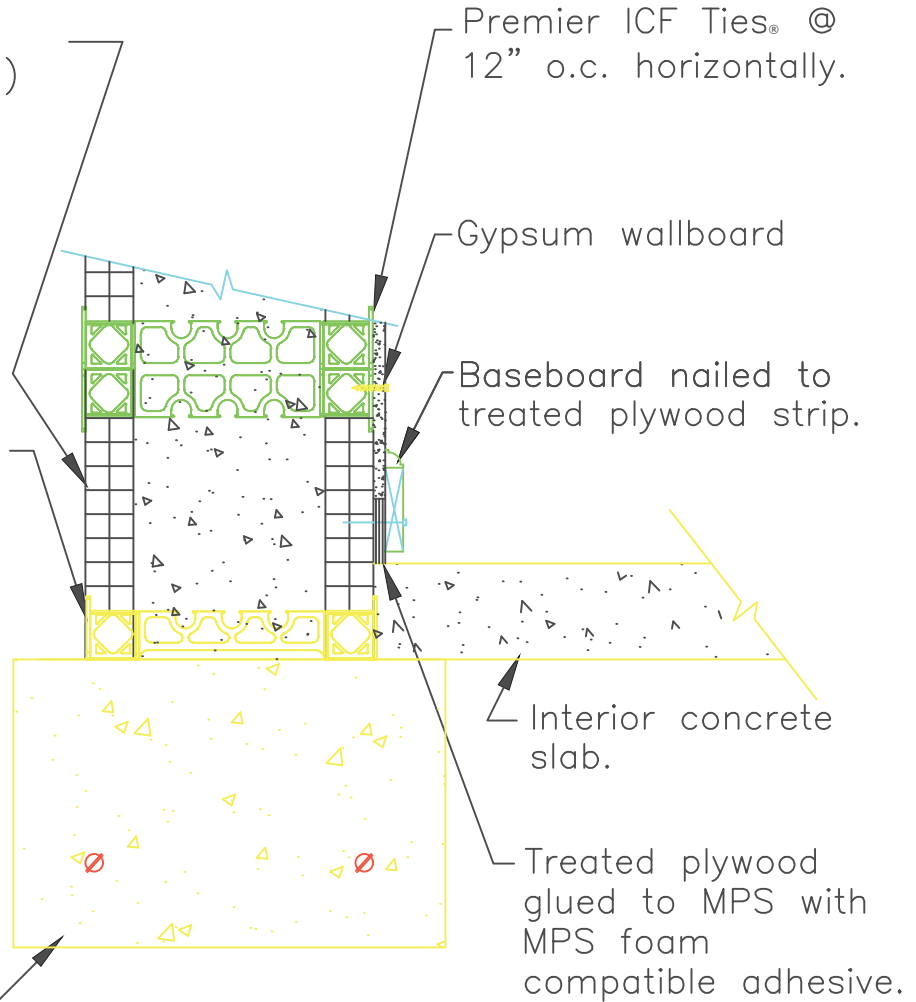 )
Premier ICF Ties® @
12” o.c. horizontally.
Gypsum wallboard
Baseboard nailed to
treated plywood strip.
Interior concrete
slab.
Treated plywood
glued to MPS with
MPS foam
compatible adhesive.